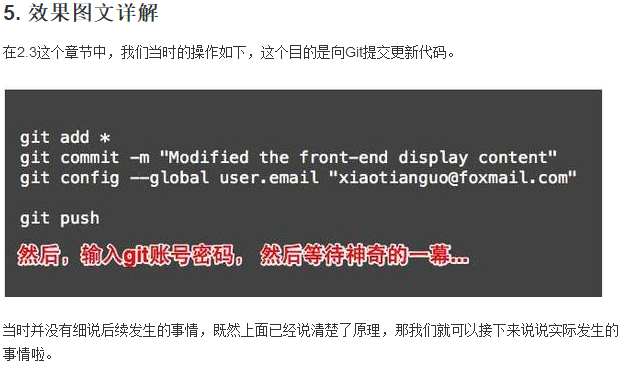 5. 效果图文详解
在2.3这个章节中，我们当时的操作如下，这个目的是向Git提交更新代码。
git add *
git commit -m "Modified the front-end display content"
git config --global user.email "xiaotianguo@foxmail.com"
git push
然后，输入git账号密码， 然后等待神奇的一幕...
当时并没有细说后续发生的事情，既然上面已经说清楚了原理，那我们就可以接下来说说实际发生的
事情啦。